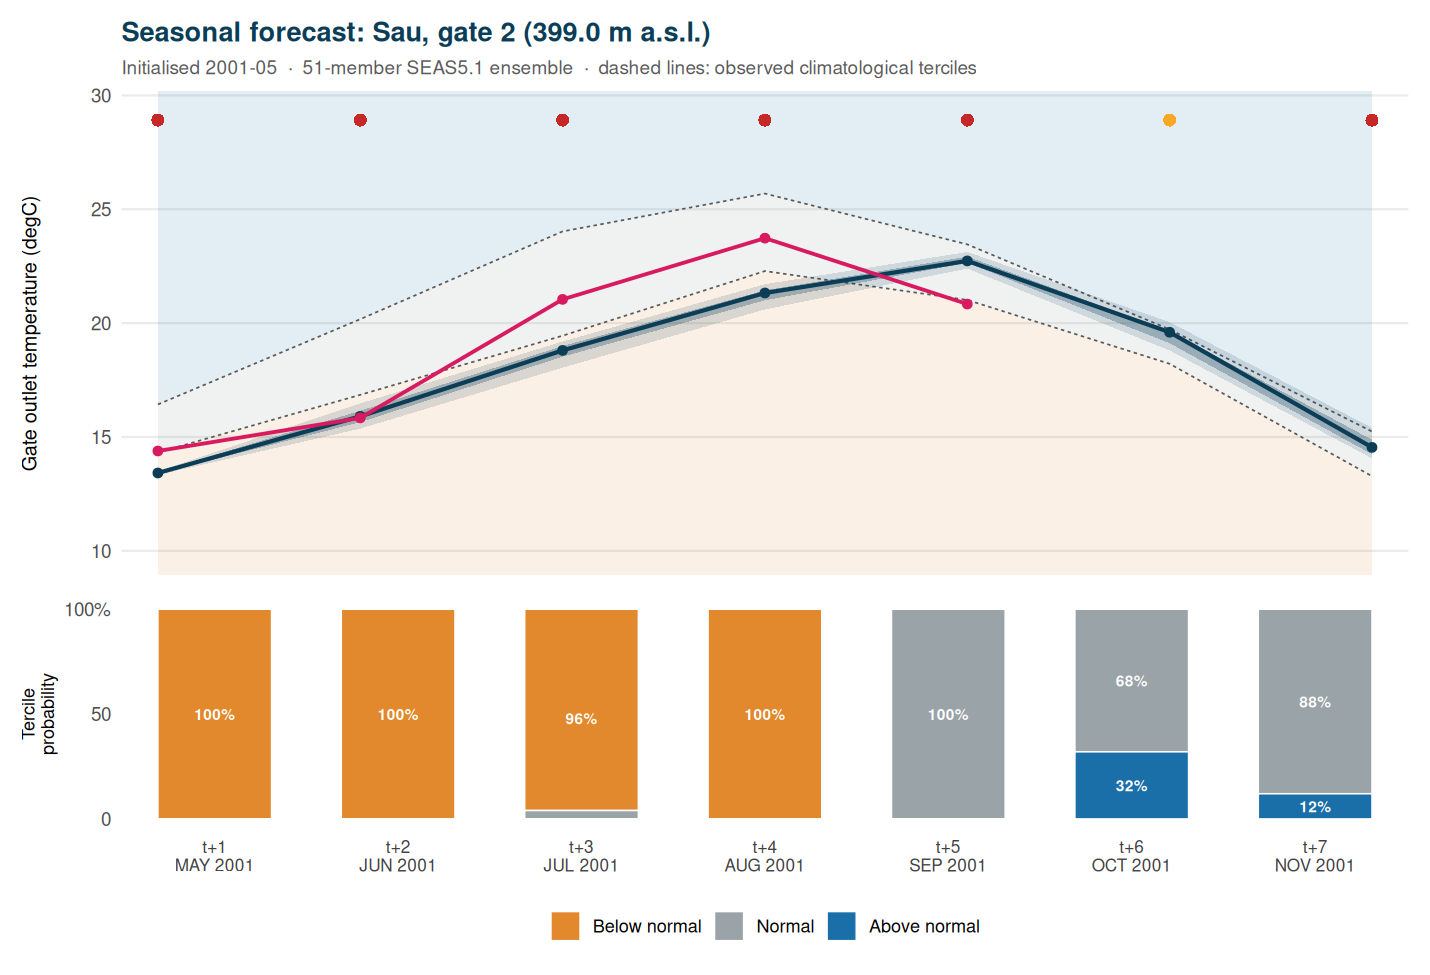 Seasonal forecast: Sau, gate 2 (399.0 m a.s.l.)
Initialised 2001-05 · 51-member SEAS5.1 ensemble · dashed lines: observed climatological terciles
Gate outlet temperature (degC)
30
25
20
15
10
Tercile
probability
100%
50
0
100%
100%
96%
100%
100%
68%
32%
88%
12%
t+1
MAY 2001
t+2
JUN 2001
t+3
JUL 2001
t+4
AUG 2001
t+5
SEP 2001
t+6
OCT 2001
t+7
NOV 2001
Below normal
Normal
Above normal